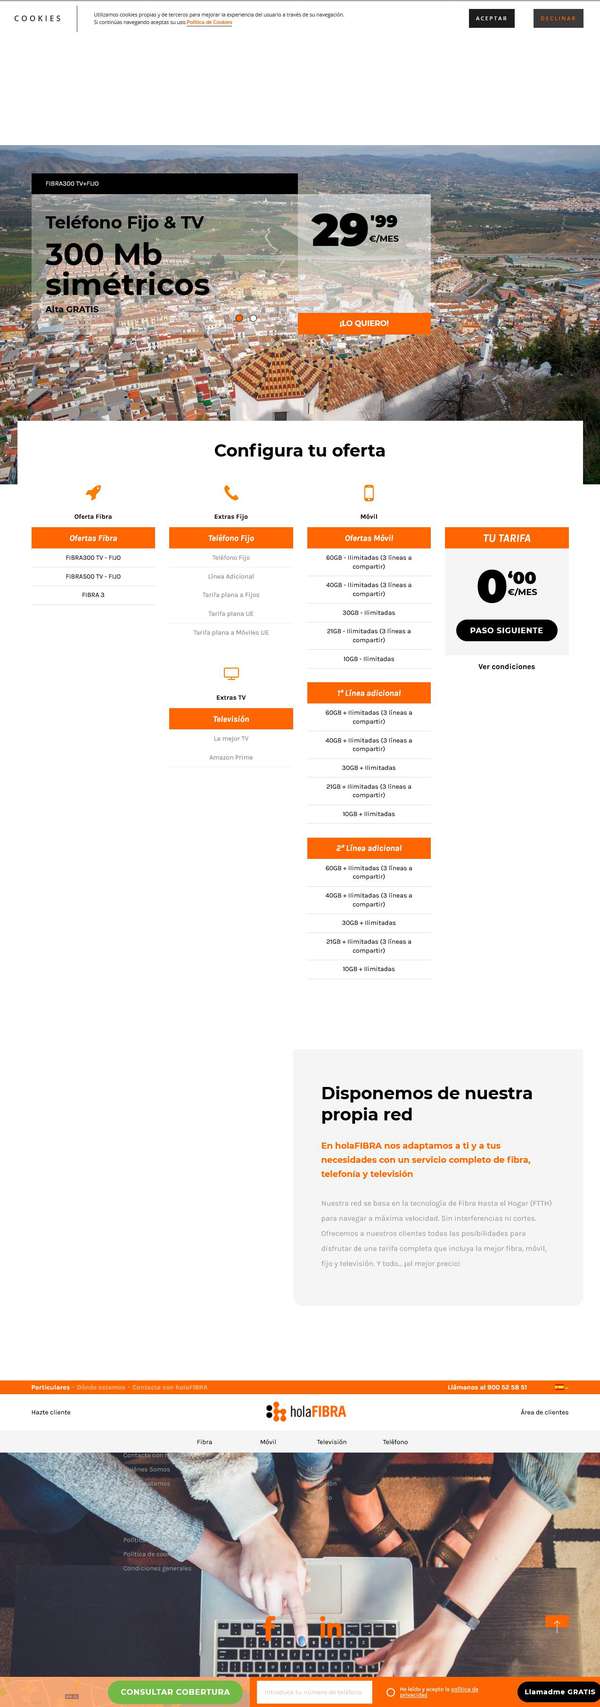 COOKIES
Utilizamos cookies propias y de terceros para mejorar la experiencia del usuario a través de su navegación.
Si continúas navegando aceptas su uso Política de Cookies
ACEPTAR
DECLINAR
FIBRA300 TV+FIJO
Teléfono Fijo & TV
300 Mb
simétricos
Alta GRATIS
29'99
€/MES
¡LO QUIERO!
Configura tu oferta
Oferta Fibra
Ofertas Fibra
FIBRA300 TV - FIJO
FIBRA500 TV - FIJO
FIBRA 3
Extras Fijo
Teléfono Fijo
Teléfono Fijo
Línea Adicional
Tarifa plana a Fijos
Tarifa plana UE
Tarifa plana a Móviles UE
Extras TV
Televisión
La mejor TV
Amazon Prime
Móvil
Ofertas Móvil
60GB - Ilimitadas (3 líneas a
compartir)
40GB - Ilimitadas (3 líneas a
compartir)
30GB - Ilimitadas
21GB - Ilimitadas (3 líneas a
compartir)
10GB - Ilimitadas
1ª Línea adicional
60GB + Ilimitadas (3 líneas a
compartir)
40GB + Ilimitadas (3 líneas a
compartir)
30GB + Ilimitadas
21GB + Ilimitadas (3 líneas a
compartir)
10GB + Ilimitadas
2ª Línea adicional
60GB + Ilimitadas (3 líneas a
compartir)
40GB + Ilimitadas (3 líneas a
compartir)
30GB + Ilimitadas
21GB + Ilimitadas (3 líneas a
compartir)
10GB + Ilimitadas
TU TARIFA
0'00
€/MES
PASO SIGUIENTE
Ver condiciones
Disponemos de nuestra
propia red
En holaFIBRA nos adaptamos a ti y a tus
necesidades con un servicio completo de fibra,
telefonía y televisión
Nuestra red se basa en la tecnología de Fibra Hasta el Hogar (FTTH)
para navegar a máxima velocidad. Sin interferencias ni cortes.
Ofrecemos a nuestros clientes todas las posibilidades para
disfrutar de una tarifa completa que incluya la mejor fibra, móvil,
fijo y televisión. Y todo... ¡al mejor precio!
Particulares - Dónde estamos - Contacta con holaFIBRA
Llámanos al 900 52 58 51
Hazte cliente
holaFIBRA
Área de clientes
Fibra
Móvil
Televisión
Teléfono
Contacta con
Somos
Política de
Condiciones generales
f
in
CONSULTAR COBERTURA
Introduce tu número de teléfono
He leído y acepto la política de
privacidad
Llamadme GRATIS